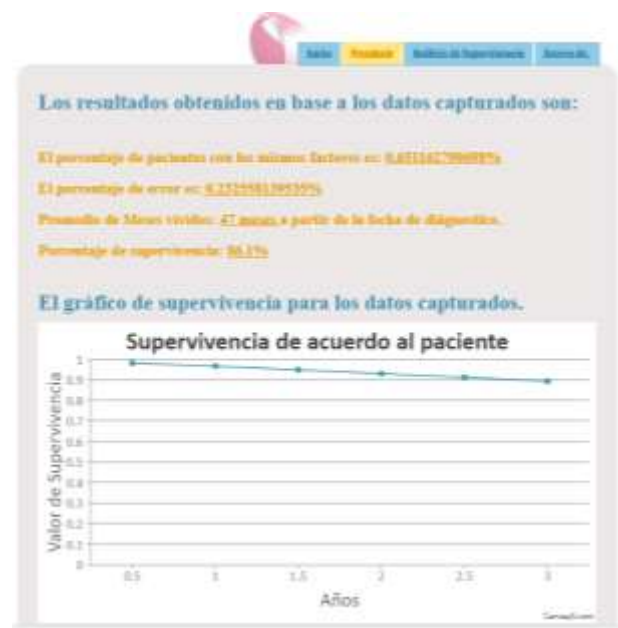 Inicio Predecir Análisis de Supervivencia Acerca de..
Los resultados obtenidos en base a los datos capturados son:
El porcentaje de pacientes con los mismos factores es:
El porcentaje de error es:
Promedio de Meses vividos: 47 meses a partir de la fecha de diágnostico.
Porcentaje de supervivencia:
El gráfico de supervivencia para los datos capturados.
Supervivencia de acuerdo al paciente
Valor de Supervivencia
1
0.9
0.8
0.7
0.6
0.5
0.4
0.3
0.2
0.1
0
0.5 1 1.5 2 2.5 3
Años